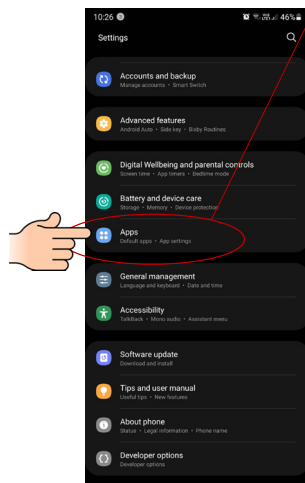 10:26
46%
Settings
Accounts and backup
Manage accounts • Smart Switch
Advanced features
Android Auto • Side key • Bixby Routines
Digital Wellbeing and parental controls
Screen time • App timers • Bedtime mode
Battery and device care
Storage • Memory • Device protection
Apps
Default apps • App settings
General management
Language and keyboard • Date and time
Accessibility
TalkBack • Mono audio • Assistant menu
Software update
Download and install
Tips and user manual
Useful tips • New features
About phone
Status • Legal information • Phone name
Developer options
Developer options